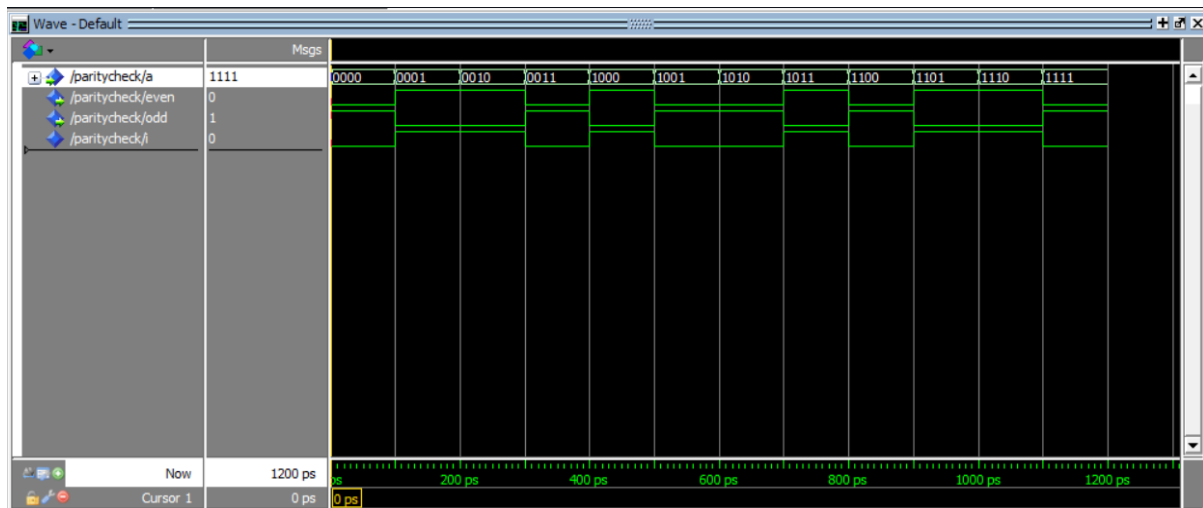 Wave - Default
Msgs
/paritycheck/a 1111 0000 0001 0010 0011 1000 1001 1010 1011 1100 1101 1110 1111
/paritycheck/even 0
/paritycheck/odd 1
/paritycheck/i 0
Now 1200 ps ps 200 ps 400 ps 600 ps 800 ps 1000 ps 1200 ps
Cursor 1 0 ps 0 ps